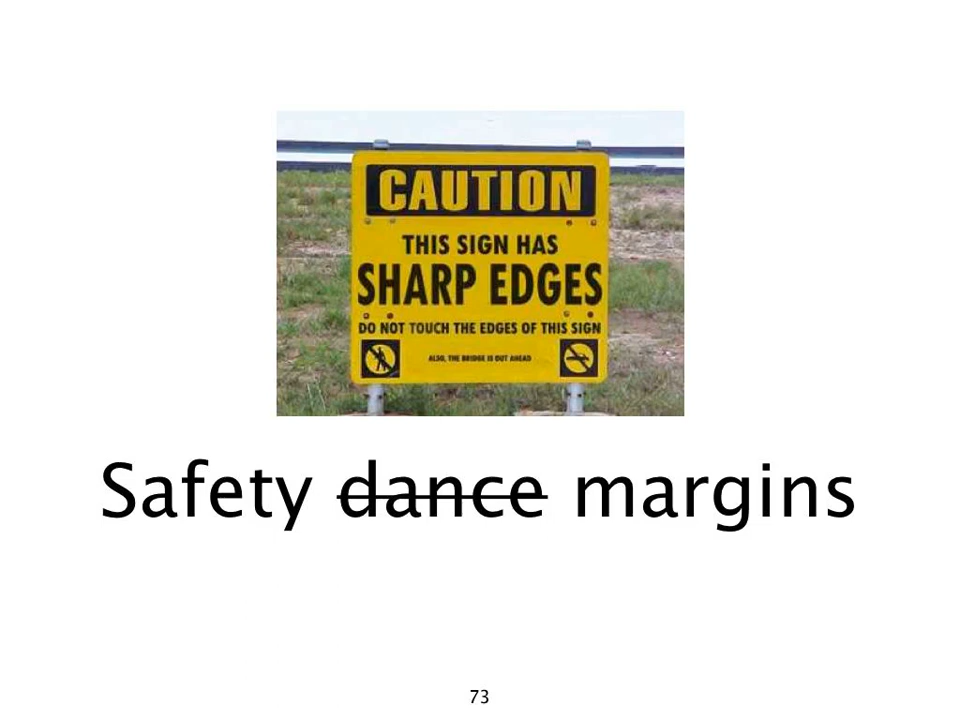 CAUTION
THIS SIGN HAS
SHARP EDGES
DO NOT TOUCH THE EDGES OF THIS SIGN
ALSO, THE BRIDGE IS OUT AHEAD
Safety dance margins
73